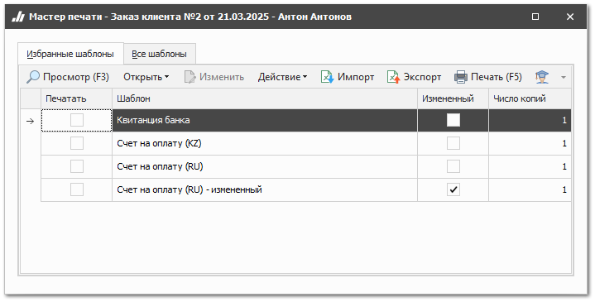 Мастер печати - Заказ клиента №2 от 21.03.2025 - Антон Антонов
Избранные шаблоны Все шаблоны
Просмотр (F3) Открыть Изменить Действие Импорт Экспорт Печать (F5)
Печатать Шаблон Измененный Число копий
Квитанция банка 1
Счет на оплату (KZ) 1
Счет на оплату (RU) 1
Счет на оплату (RU) - измененный 1